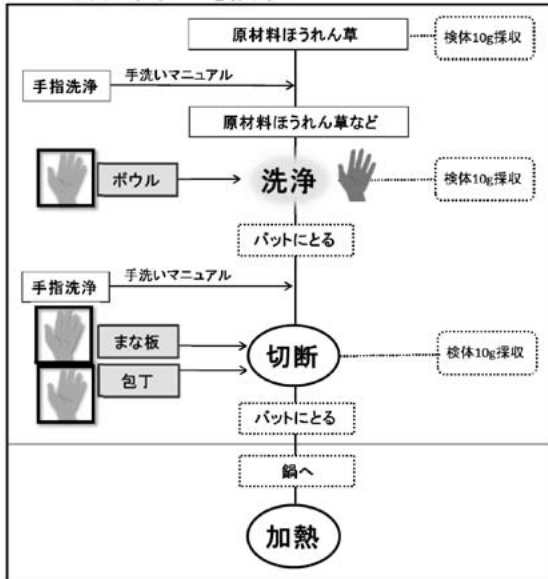 原材料ほうれん草
検体10g採収
手指洗浄
手洗いマニュアル
原材料ほうれん草など
ボウル
洗浄
検体10g採収
バットにとる
手指洗浄
手洗いマニュアル
まな板
切断
検体10g採収
包丁
バットにとる
鍋へ
加熱